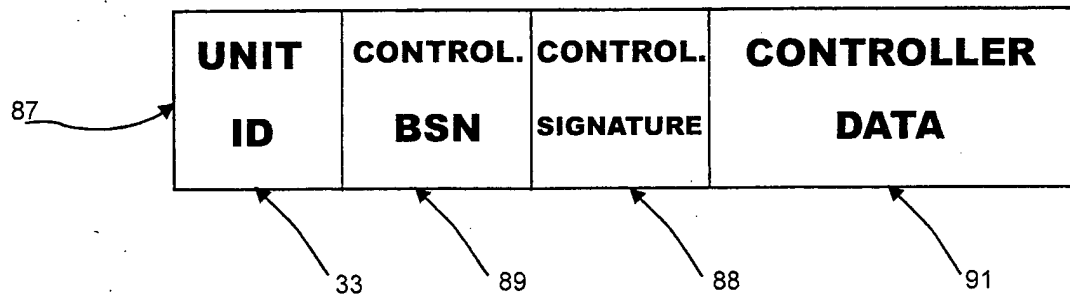 UNIT CONTROL. CONTROL. CONTROLLER
87
ID BSN SIGNATURE DATA
33 89 88 91